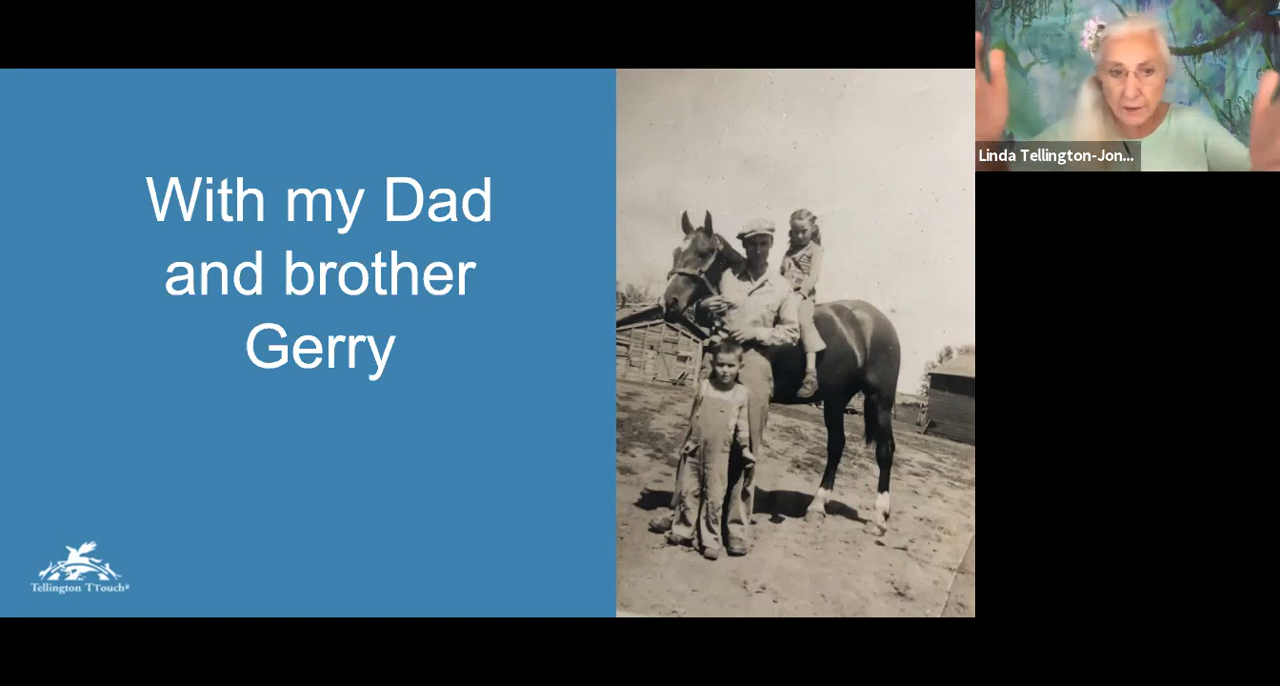 With my Dad
and brother
Gerry
Tellington TTouch®
Linda Tellington-Jon...